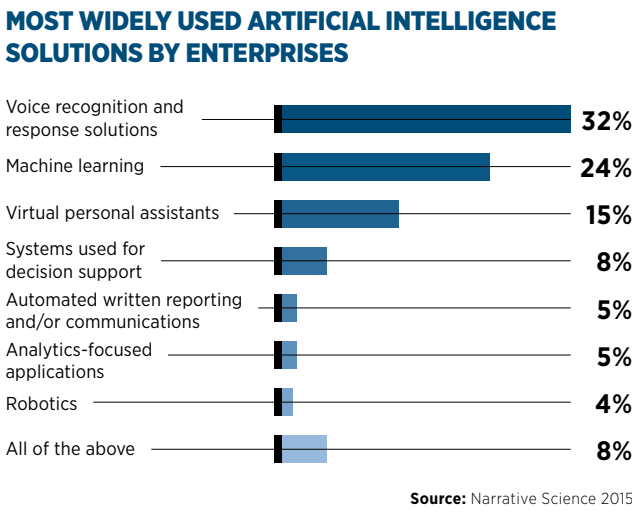 MOST WIDELY USED ARTIFICIAL INTELLIGENCE
SOLUTIONS BY ENTERPRISES
Voice recognition and
response solutions
32%
Machine learning
24%
Virtual personal assistants
15%
Systems used for
decision support
8%
Automated written reporting
and/or communications
5%
Analytics-focused
applications
5%
Robotics
4%
All of the above
8%
Source: Narrative Science 2015